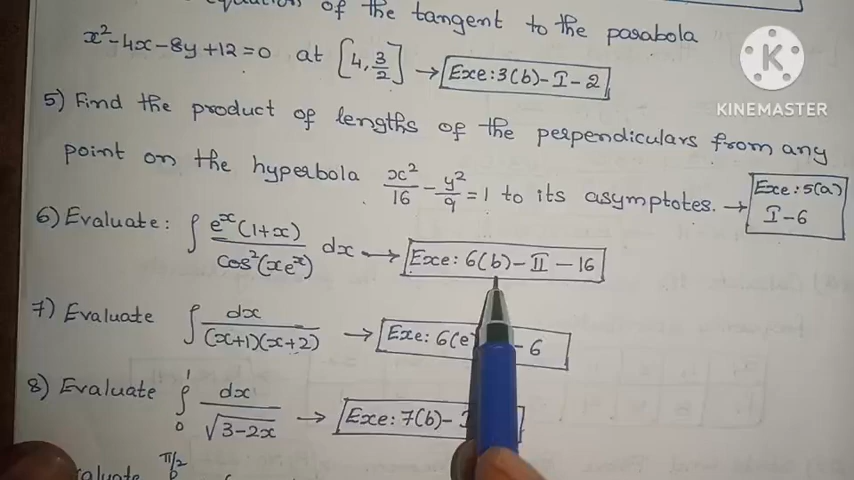 equation of the tangent to the parabola
x²-4x-8y+12=0 at [4, 3/2] → Exe:3(b)-I-2
KINEMASTER
5) Find the product of lengths of the perpendiculars from any
point on the hyperbola x²/16 - y²/9 = 1 to its asymptotes. → Exe:5(a)
I-6
6) Evaluate: ∫ eˣ(1+x)/cos²(xeˣ) dx → Exe: 6(b)-II-16
7) Evaluate ∫ dx/(x+1)(x+2) → Exe: 6(e) - 6
8) Evaluate ∫₀¹ dx/√3-2x → Exe: 7(b)-
π/2